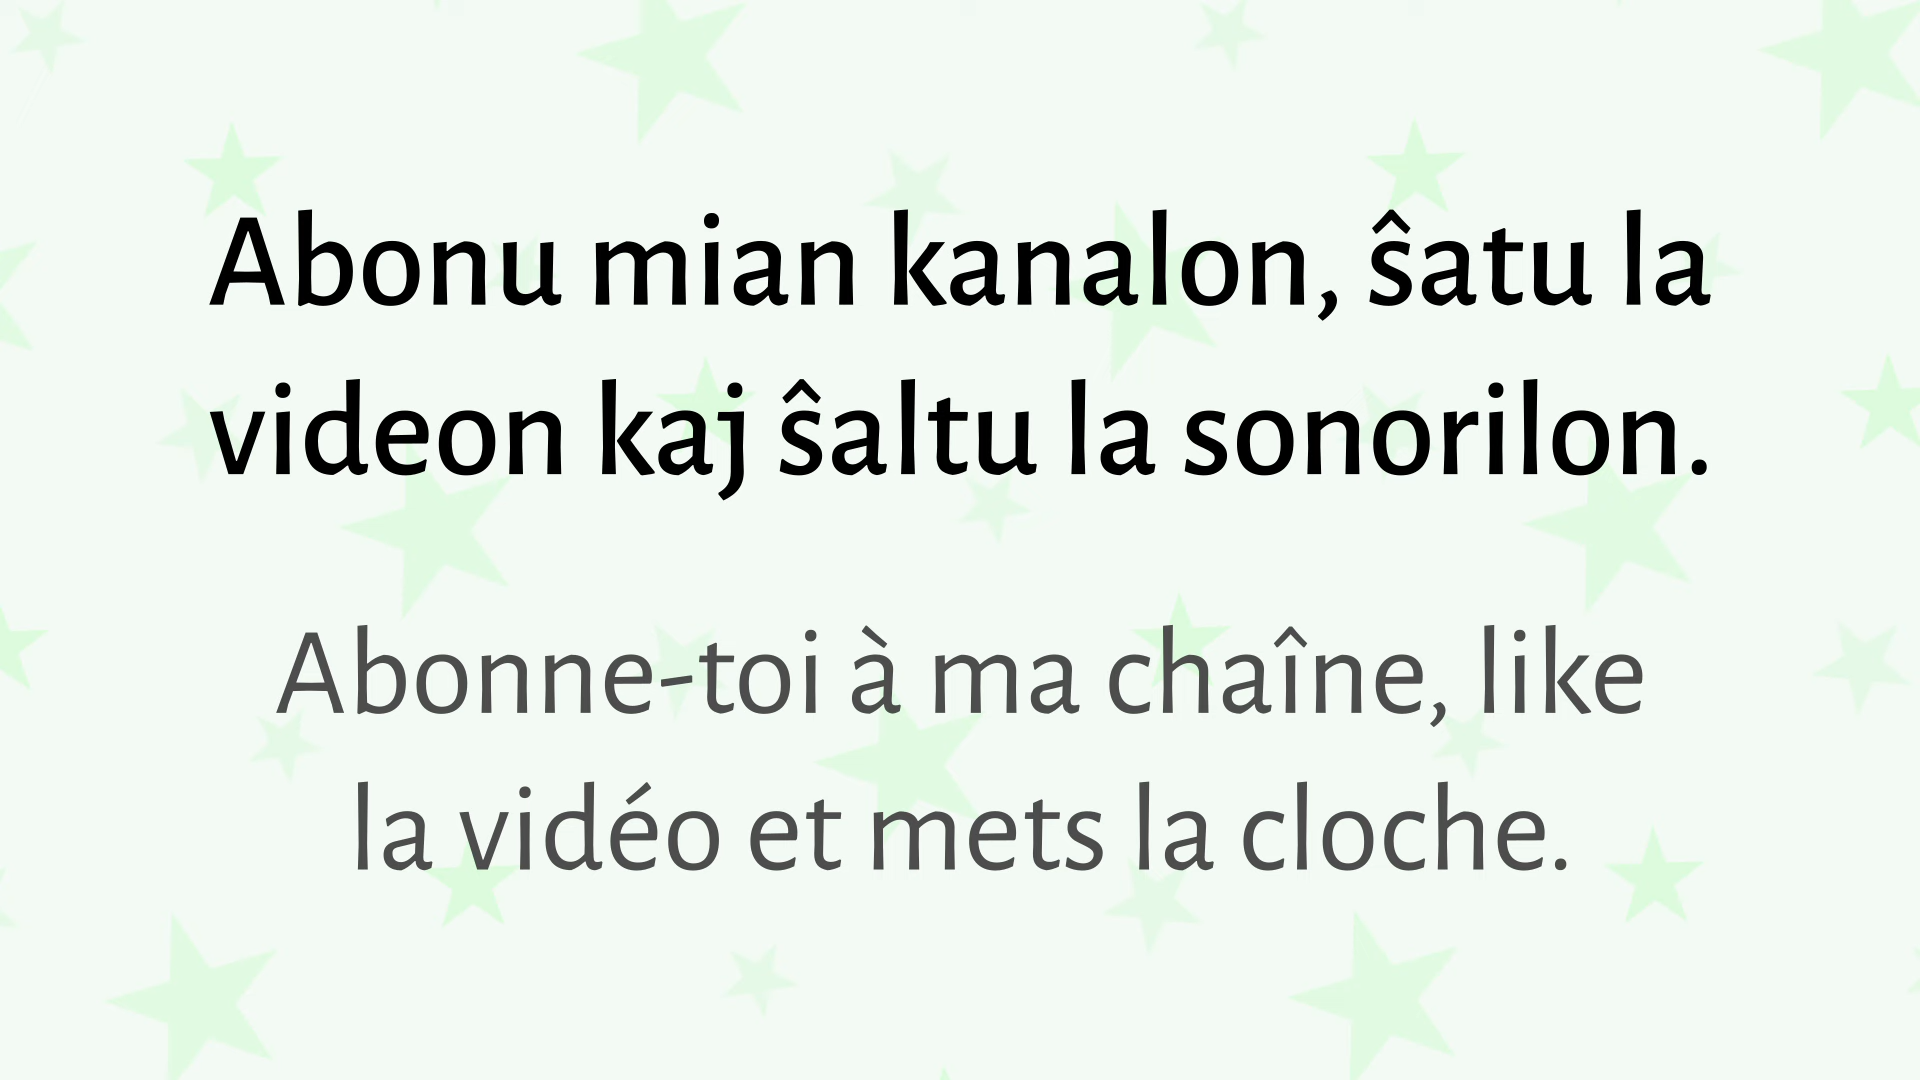 Abonu mian kanalon, ŝatu la
videon kaj ŝaltu la sonorilon.
Abonne-toi à ma chaîne, like
la vidéo et mets la cloche.